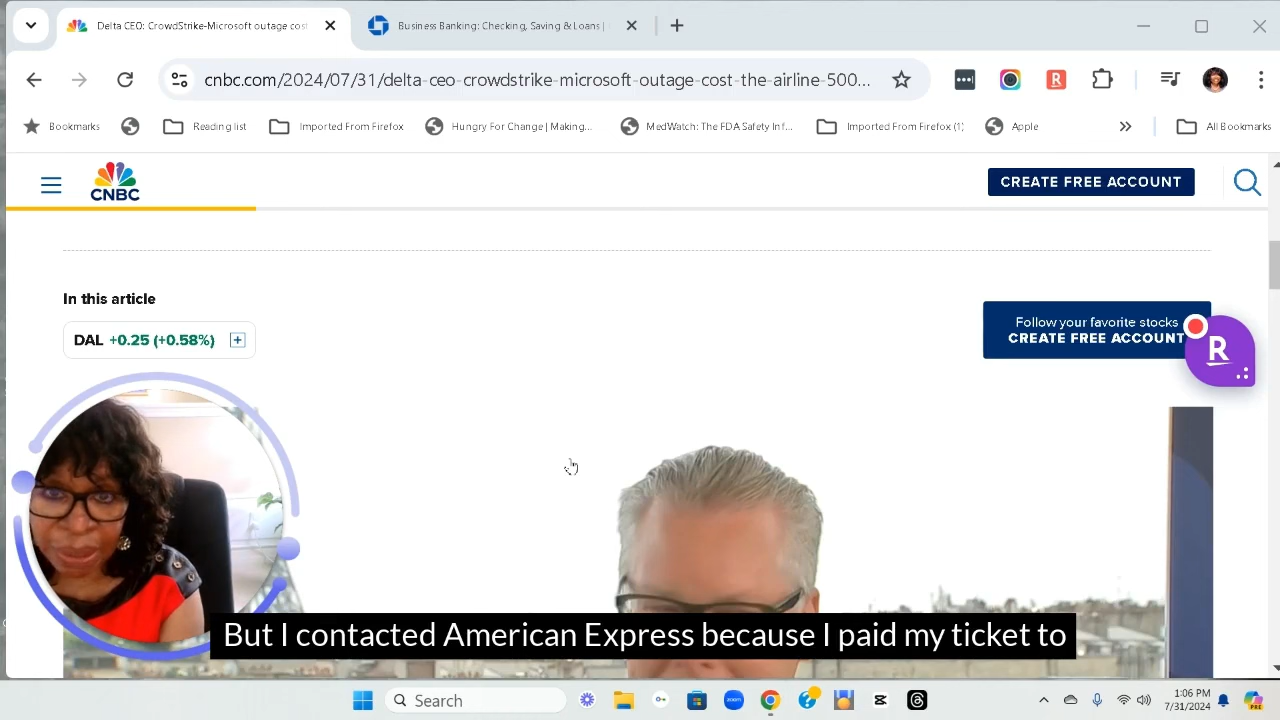 Delta CEO: CrowdStrike-Microsoft outage cost
Business Banking: Checking, Saving & Loans |
cnbc.com/2024/07/31/delta-ceo-crowdstrike-microsoft-outage-cost-the-airline-500...
Bookmarks
Reading list
Imported From Firefox
Hungry For Change | Making...
MedWatch: The FDA Safety Inf...
Imported From Firefox (1)
Apple
All Bookmarks
CNBC
CREATE FREE ACCOUNT
In this article
DAL +0.25 (+0.58%)
Follow your favorite stocks
CREATE FREE ACCOUNT
R
But I contacted American Express because I paid my ticket to
Search
1:06 PM
7/31/2024